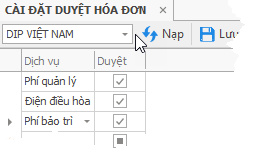 CÀI ĐẶT DUYỆT HÓA ĐƠN
DIP VIỆT NAM Nạp Lưu
Dịch vụ Duyệt
Phí quản lý
Điện điều hòa
Phí bảo trì